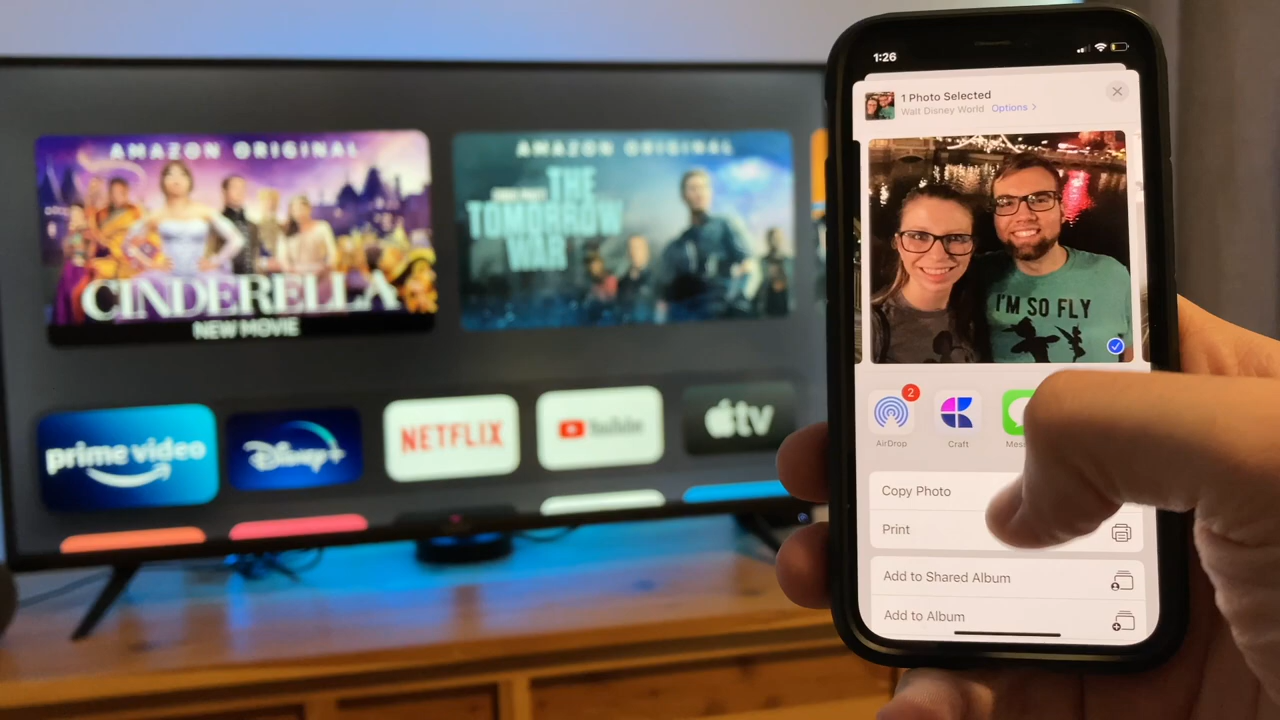 AMAZON ORIGINAL
CINDERELLA
NEW MOVIE
AMAZON ORIGINAL
THE
TOMORROW
WAR
prime video
Disney+
NETFLIX
YouTube
tv
1:26
1 Photo Selected
Walt Disney World Options >
I'M SO FLY
2
AirDrop
Craft
Mess
Copy Photo
Print
Add to Shared Album
Add to Album